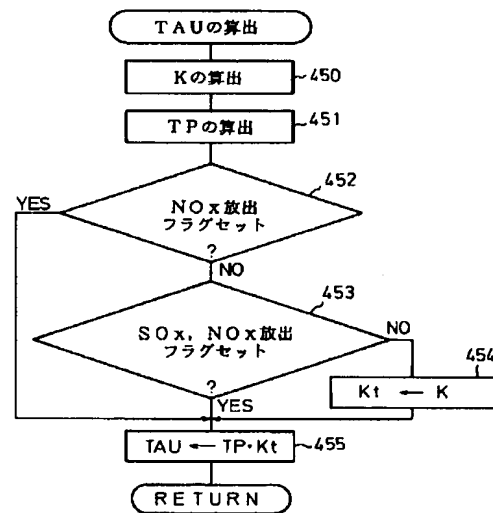 TAUの算出
Kの算出
450
TPの算出
451
452
YES
NOx放出
フラグセット
?
NO
453
SOx, NOx放出
フラグセット
NO
?
YES
454
Kt ← K
TAU ← TP・Kt
455
RETURN